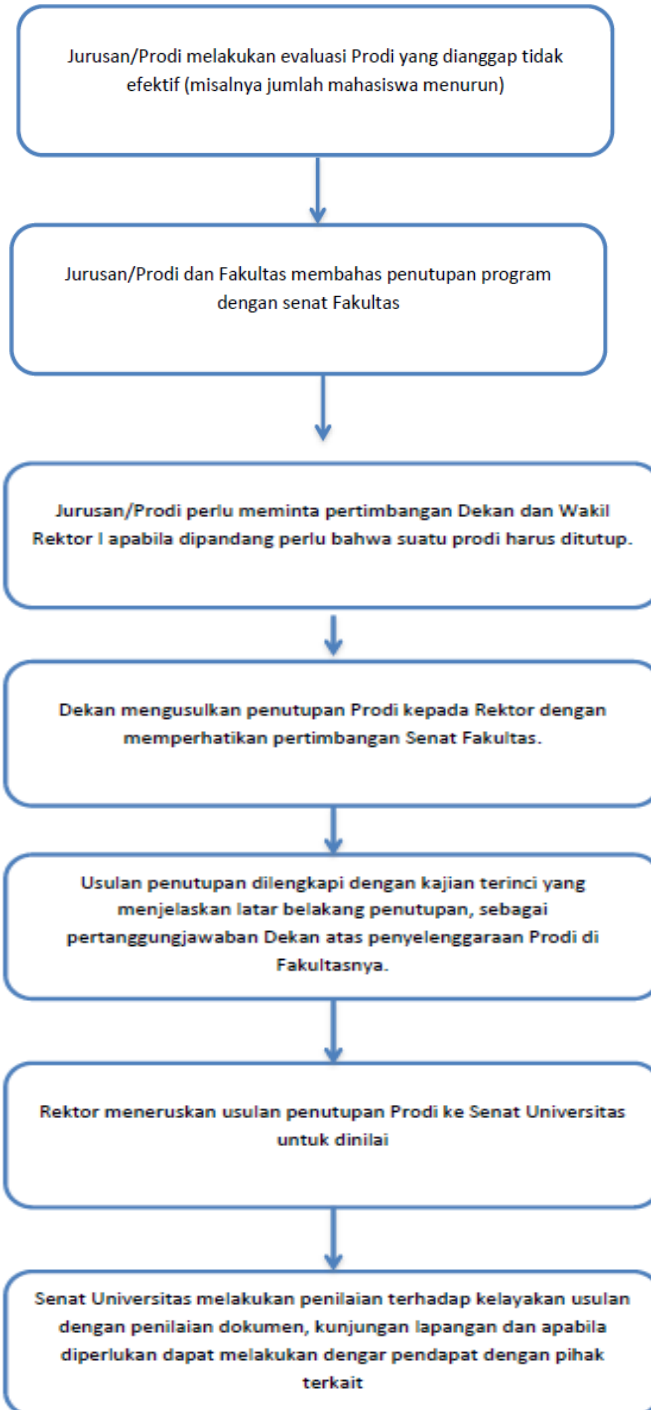 Jurusan/Prodi melakukan evaluasi Prodi yang dianggap tidak
efektif (misalnya jumlah mahasiswa menurun)
Jurusan/Prodi dan Fakultas membahas penutupan program
dengan senat Fakultas
Jurusan/Prodi perlu meminta pertimbangan Dekan dan Wakil
Rektor I apabila dipandang perlu bahwa suatu prodi harus ditutup.
Dekan mengusulkan penutupan Prodi kepada Rektor dengan
memperhatikan pertimbangan Senat Fakultas.
Usulan penutupan dilengkapi dengan kajian terinci yang
menjelaskan latar belakang penutupan, sebagai
pertanggungjawaban Dekan atas penyelenggaraan Prodi di
Fakultasnya.
Rektor meneruskan usulan penutupan Prodi ke Senat Universitas
untuk dinilai
Senat Universitas melakukan penilaian terhadap kelayakan usulan
dengan penilaian dokumen, kunjungan lapangan dan apabila
diperlukan dapat melakukan dengar pendapat dengan pihak
terkait